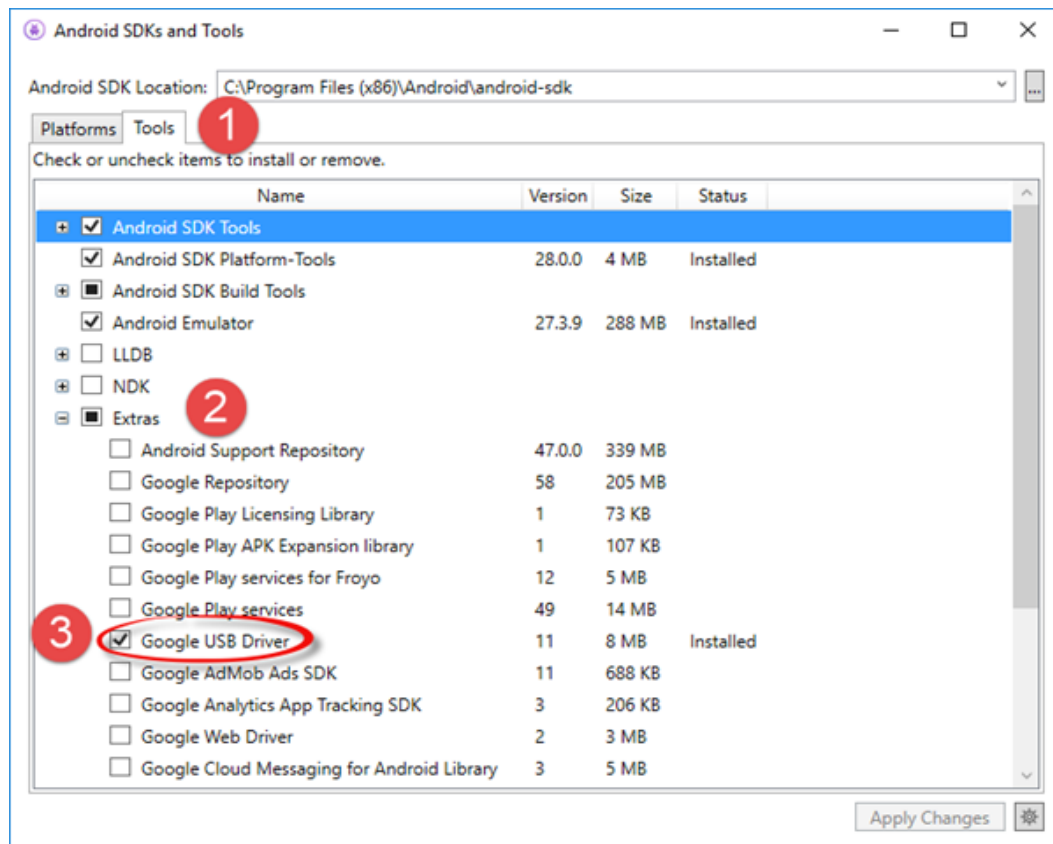 Android SDKs and Tools
Android SDK Location: C:\Program Files (x86)\Android\android-sdk ...
Platforms Tools 1
Check or uncheck items to install or remove.
Name Version Size Status
Android SDK Tools
Android SDK Platform-Tools 28.0.0 4 MB Installed
Android SDK Build Tools
Android Emulator 27.3.9 288 MB Installed
LLDB
NDK
Extras 2
Android Support Repository 47.0.0 339 MB
Google Repository 58 205 MB
Google Play Licensing Library 1 73 KB
Google Play APK Expansion library 1 107 KB
Google Play services for Froyo 12 5 MB
Google Play services 49 14 MB
3 Google USB Driver 11 8 MB Installed
Google AdMob Ads SDK 11 688 KB
Google Analytics App Tracking SDK 3 206 KB
Google Web Driver 2 3 MB
Google Cloud Messaging for Android Library 3 5 MB
Apply Changes